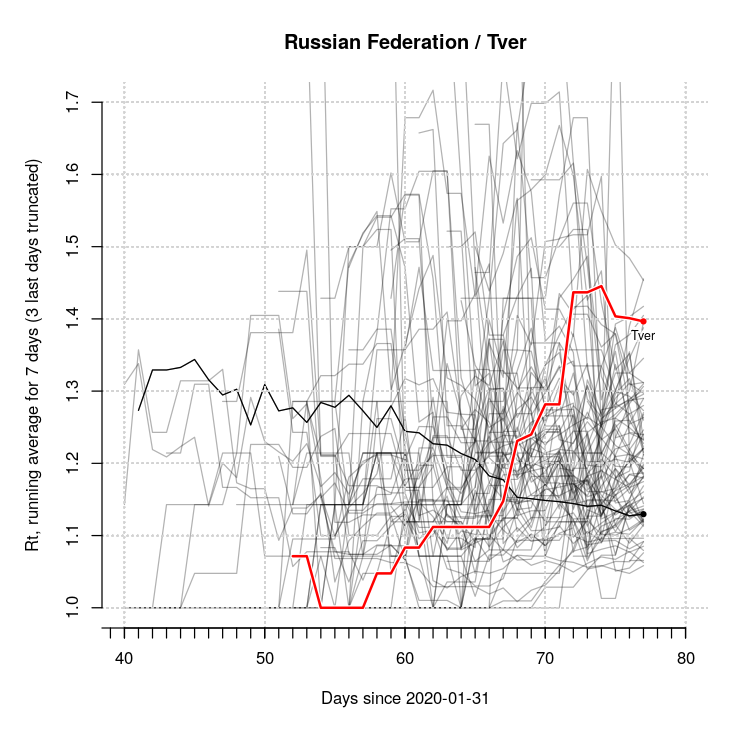 Russian Federation / Tver
Rt, running average for 7 days (3 last days truncated)
1.7
1.6
1.5
1.4
1.3
1.2
1.1
1.0
Tver
40 50 60 70 80
Days since 2020-01-31